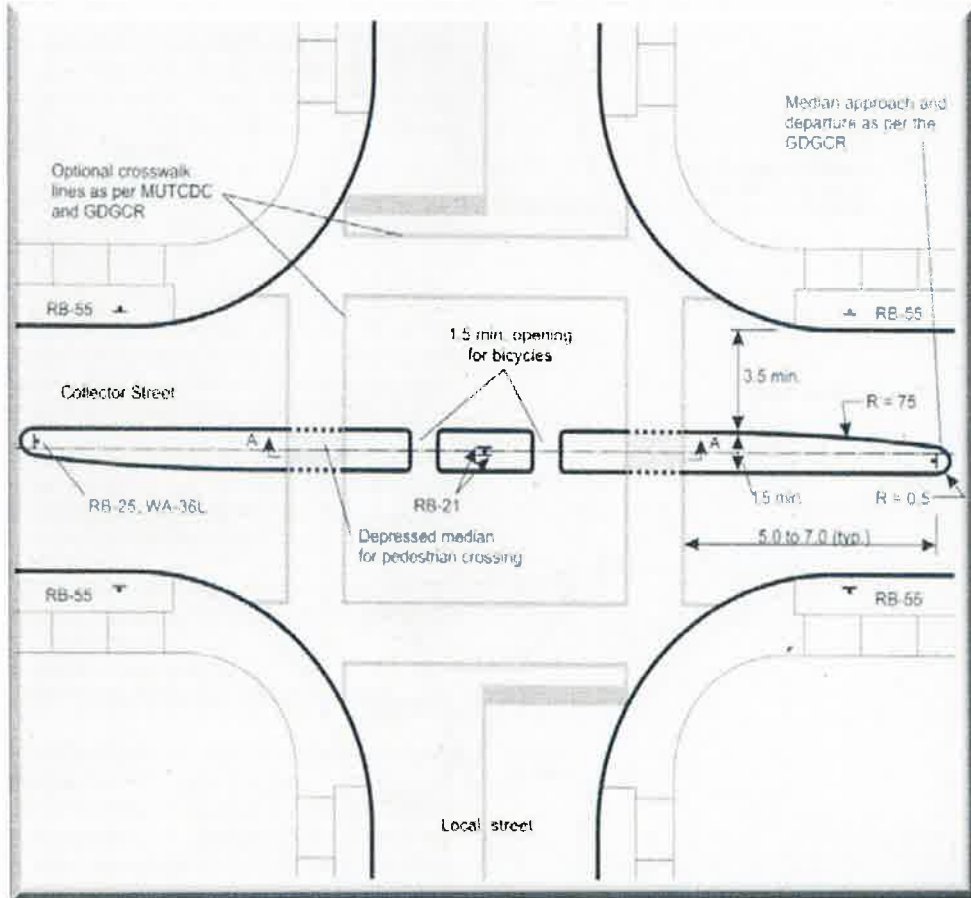 Median approach and
departure as per the
GDGCR
Optional crosswalk
lines as per MUTCDC
and GDGCR
RB-55
RB-55
1.5 min. opening
for bicycles
3.5 min.
Collector Street
R = 75
A
A
RB-25, WA-36L
RB-21
1.5 min.
R = 0.5
Depressed median
for pedestrian crossing
5.0 to 7.0 (typ.)
RB-55
RB-55
Local street